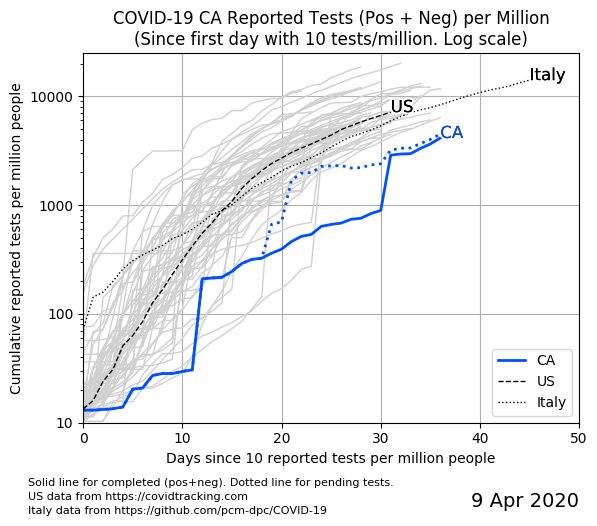 COVID-19 CA Reported Tests (Pos + Neg) per Million
(Since first day with 10 tests/million. Log scale)
Cumulative reported tests per million people
10000
1000
100
10
Italy
US
CA
CA
US
Italy
0 10 20 30 40 50
Days since 10 reported tests per million people
Solid line for completed (pos+neg). Dotted line for pending tests.
US data from https://covidtracking.com
Italy data from https://github.com/pcm-dpc/COVID-19
9 Apr 2020